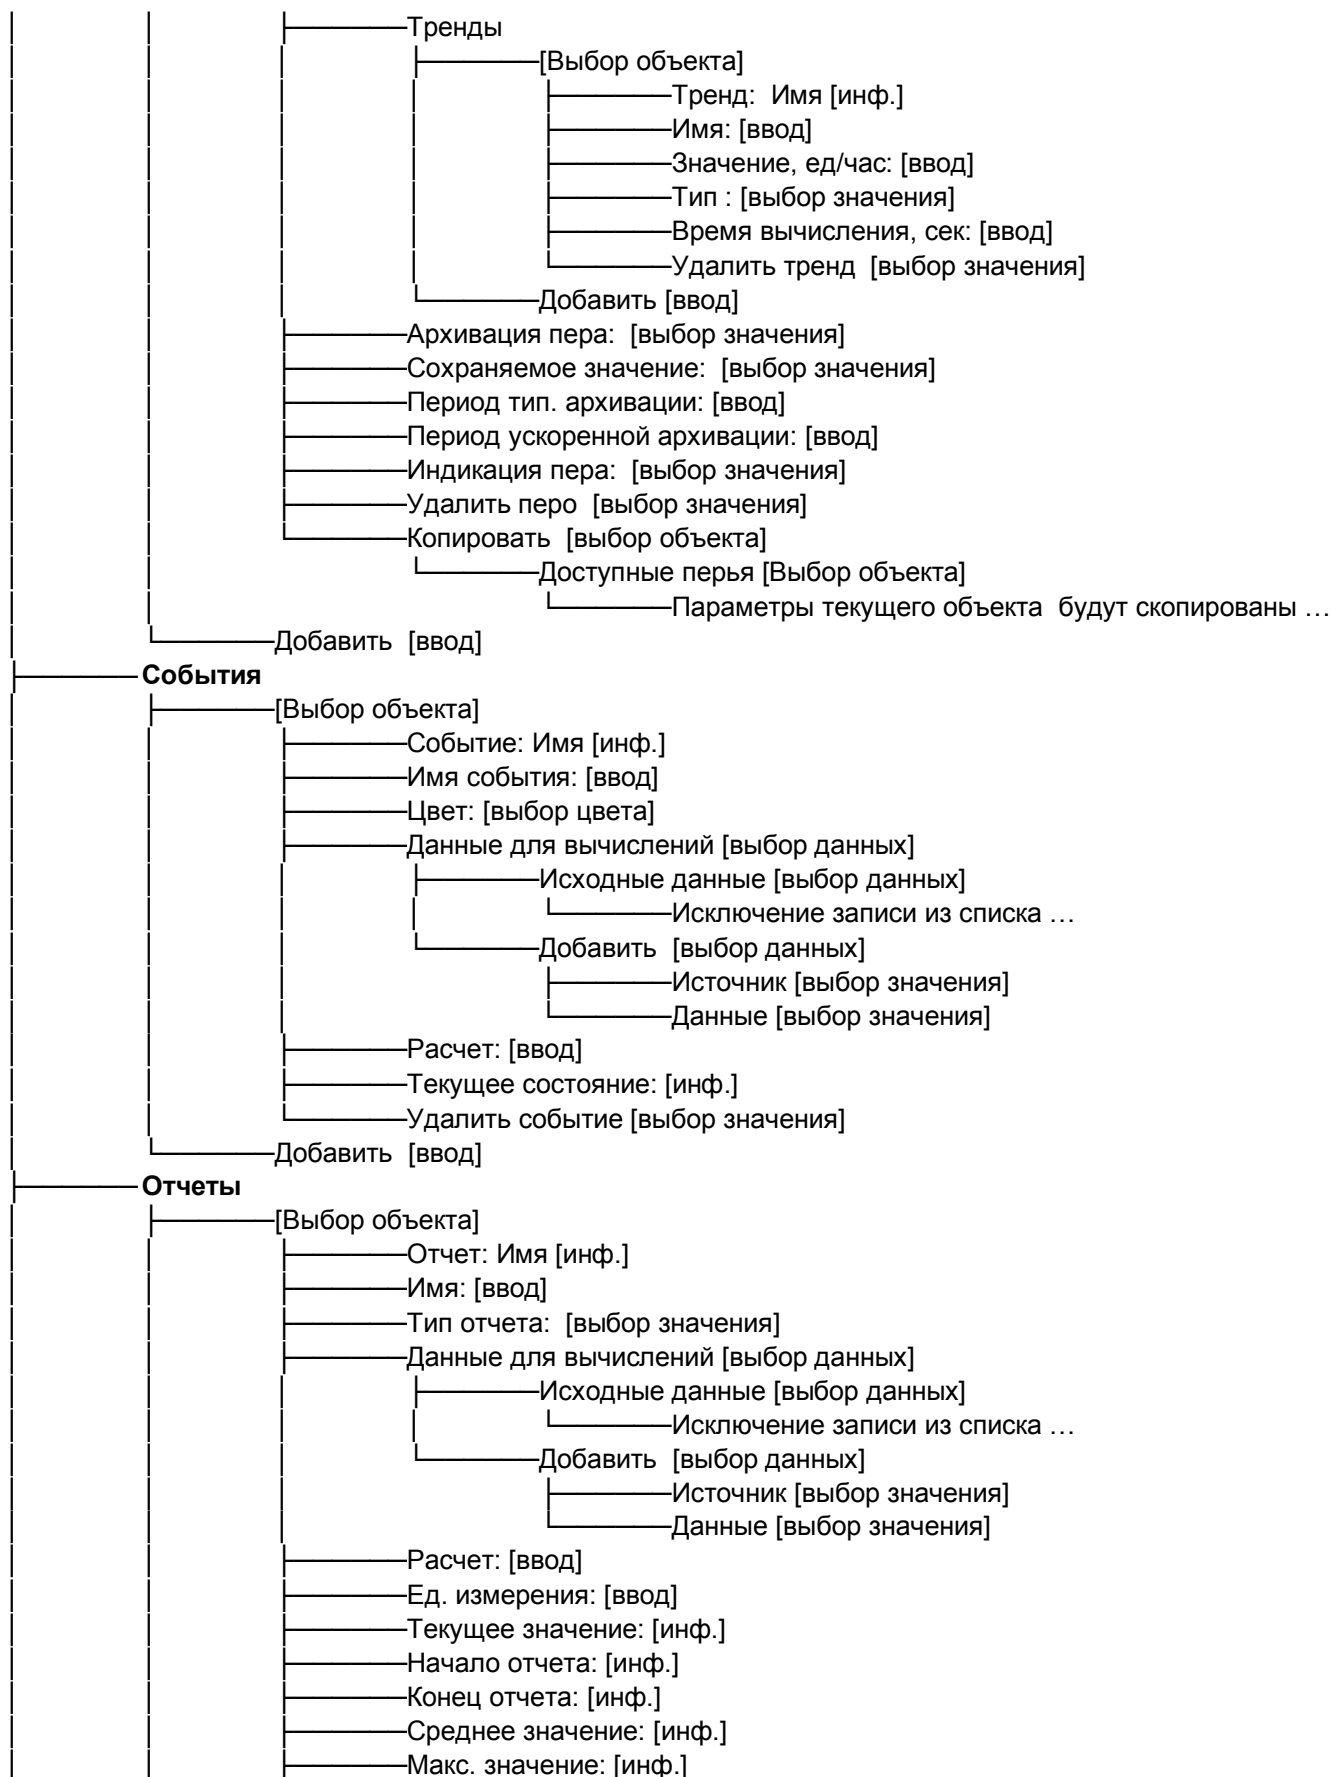 Тренды
[Выбор объекта]
Тренд: Имя [инф.]
Имя: [ввод]
Значение, ед/час: [ввод]
Тип : [выбор значения]
Время вычисления, сек: [ввод]
Удалить тренд [выбор значения]
Добавить [ввод]
Архивация пера: [выбор значения]
Сохраняемое значение: [выбор значения]
Период тип. архивации: [ввод]
Период ускоренной архивации: [ввод]
Индикация пера: [выбор значения]
Удалить перо [выбор значения]
Копировать [выбор объекта]
Доступные перья [Выбор объекта]
Параметры текущего объекта будут скопированы …
Добавить [ввод]
События
[Выбор объекта]
Событие: Имя [инф.]
Имя события: [ввод]
Цвет: [выбор цвета]
Данные для вычислений [выбор данных]
Исходные данные [выбор данных]
Исключение записи из списка …
Добавить [выбор данных]
Источник [выбор значения]
Данные [выбор значения]
Расчет: [ввод]
Текущее состояние: [инф.]
Удалить событие [выбор значения]
Добавить [ввод]
Отчеты
[Выбор объекта]
Отчет: Имя [инф.]
Имя: [ввод]
Тип отчета: [выбор значения]
Данные для вычислений [выбор данных]
Исходные данные [выбор данных]
Исключение записи из списка …
Добавить [выбор данных]
Источник [выбор значения]
Данные [выбор значения]
Расчет: [ввод]
Ед. измерения: [ввод]
Текущее значение: [инф.]
Начало отчета: [инф.]
Конец отчета: [инф.]
Среднее значение: [инф.]
Макс. значение: [инф.]